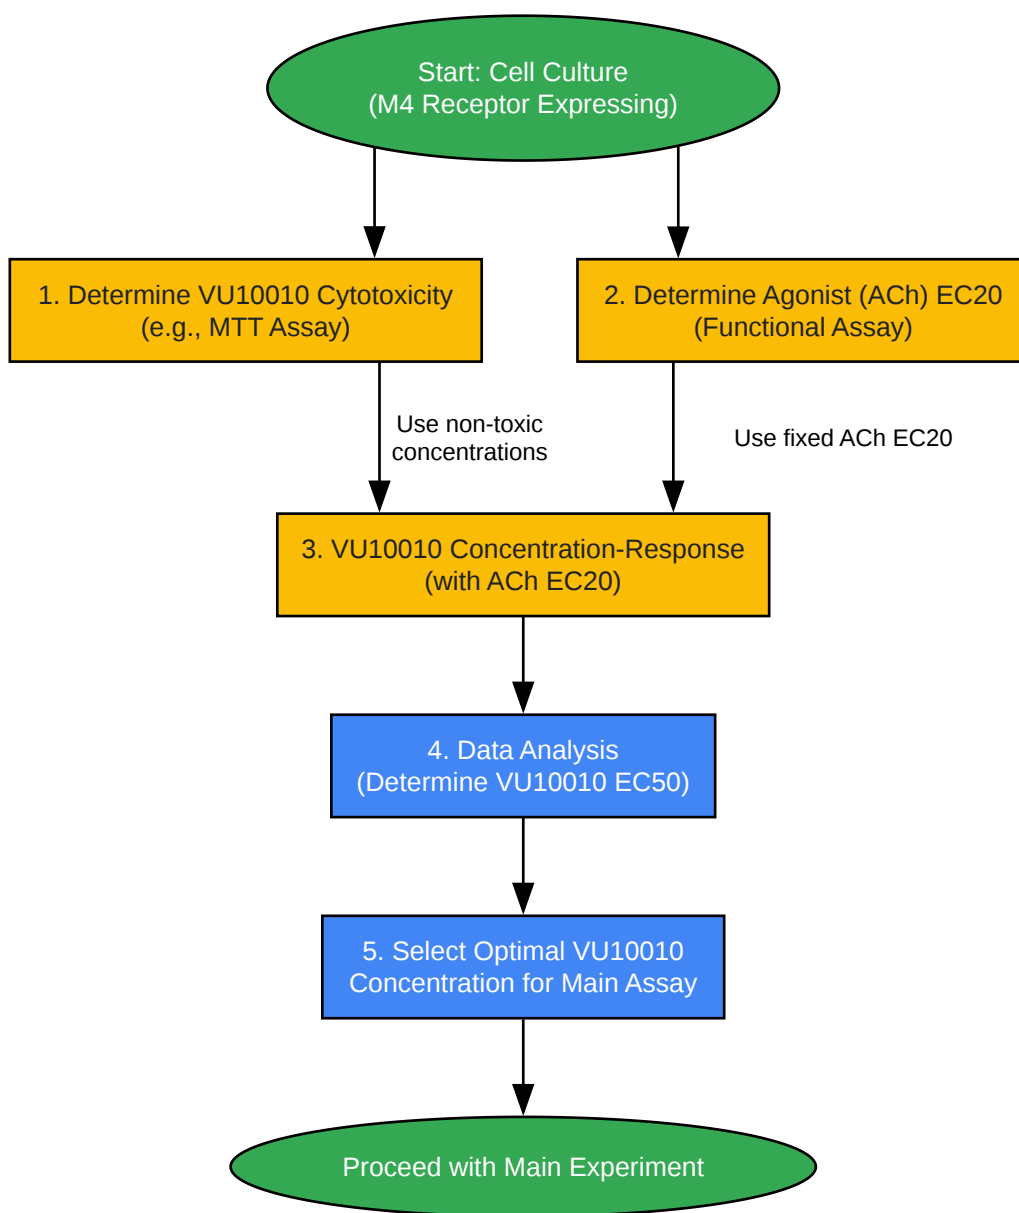 Start: Cell Culture
(M4 Receptor Expressing)
1. Determine VU10010 Cytotoxicity
(e.g., MTT Assay)
2. Determine Agonist (ACh) EC20
(Functional Assay)
Use non-toxic
concentrations
Use fixed ACh EC20
3. VU10010 Concentration-Response
(with ACh EC20)
4. Data Analysis
(Determine VU10010 EC50)
5. Select Optimal VU10010
Concentration for Main Assay
Proceed with Main Experiment